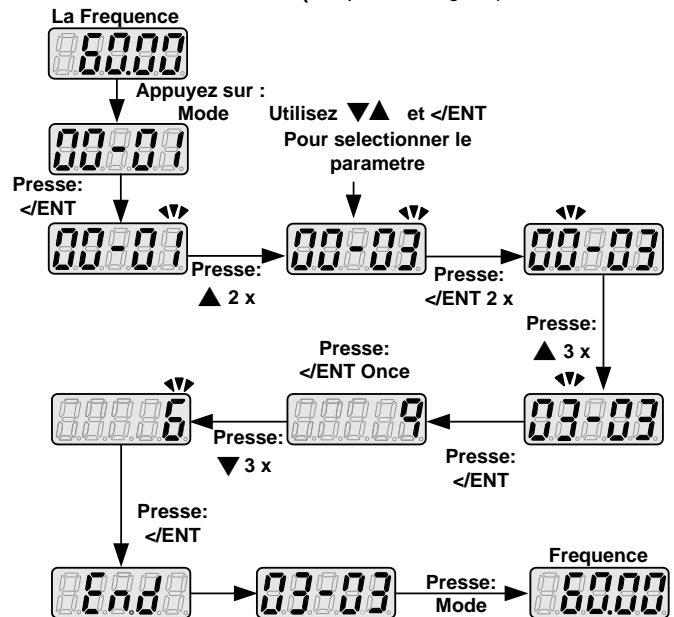 La Frequence
60.00
Appuyez sur :
Mode
Utilisez ▼▲ et </ENT
Pour selectionner le
parametre
00-01
Presse:
</ENT
00-01
Presse:
▲ 2 x
00-03
Presse:
</ENT 2 x
00-03
Presse:
▲ 3 x
03-03
Presse:
</ENT
Presse:
</ENT Once
9
Presse:
▼ 3 x
6
Presse:
</ENT
End
03-03
Presse:
Mode
Frequence
60.00